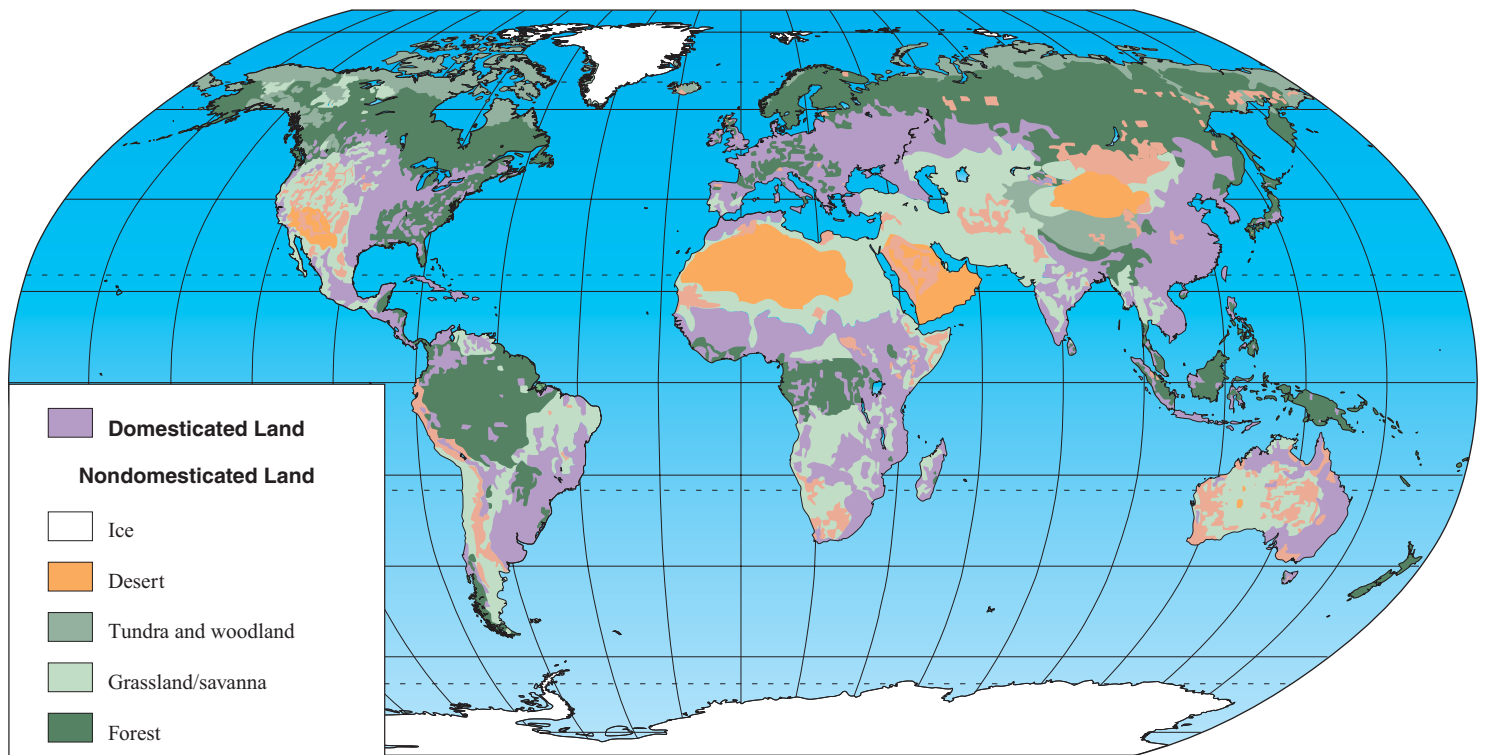 Domesticated Land
Nondomesticated Land
Ice
Desert
Tundra and woodland
Grassland/savanna
Forest